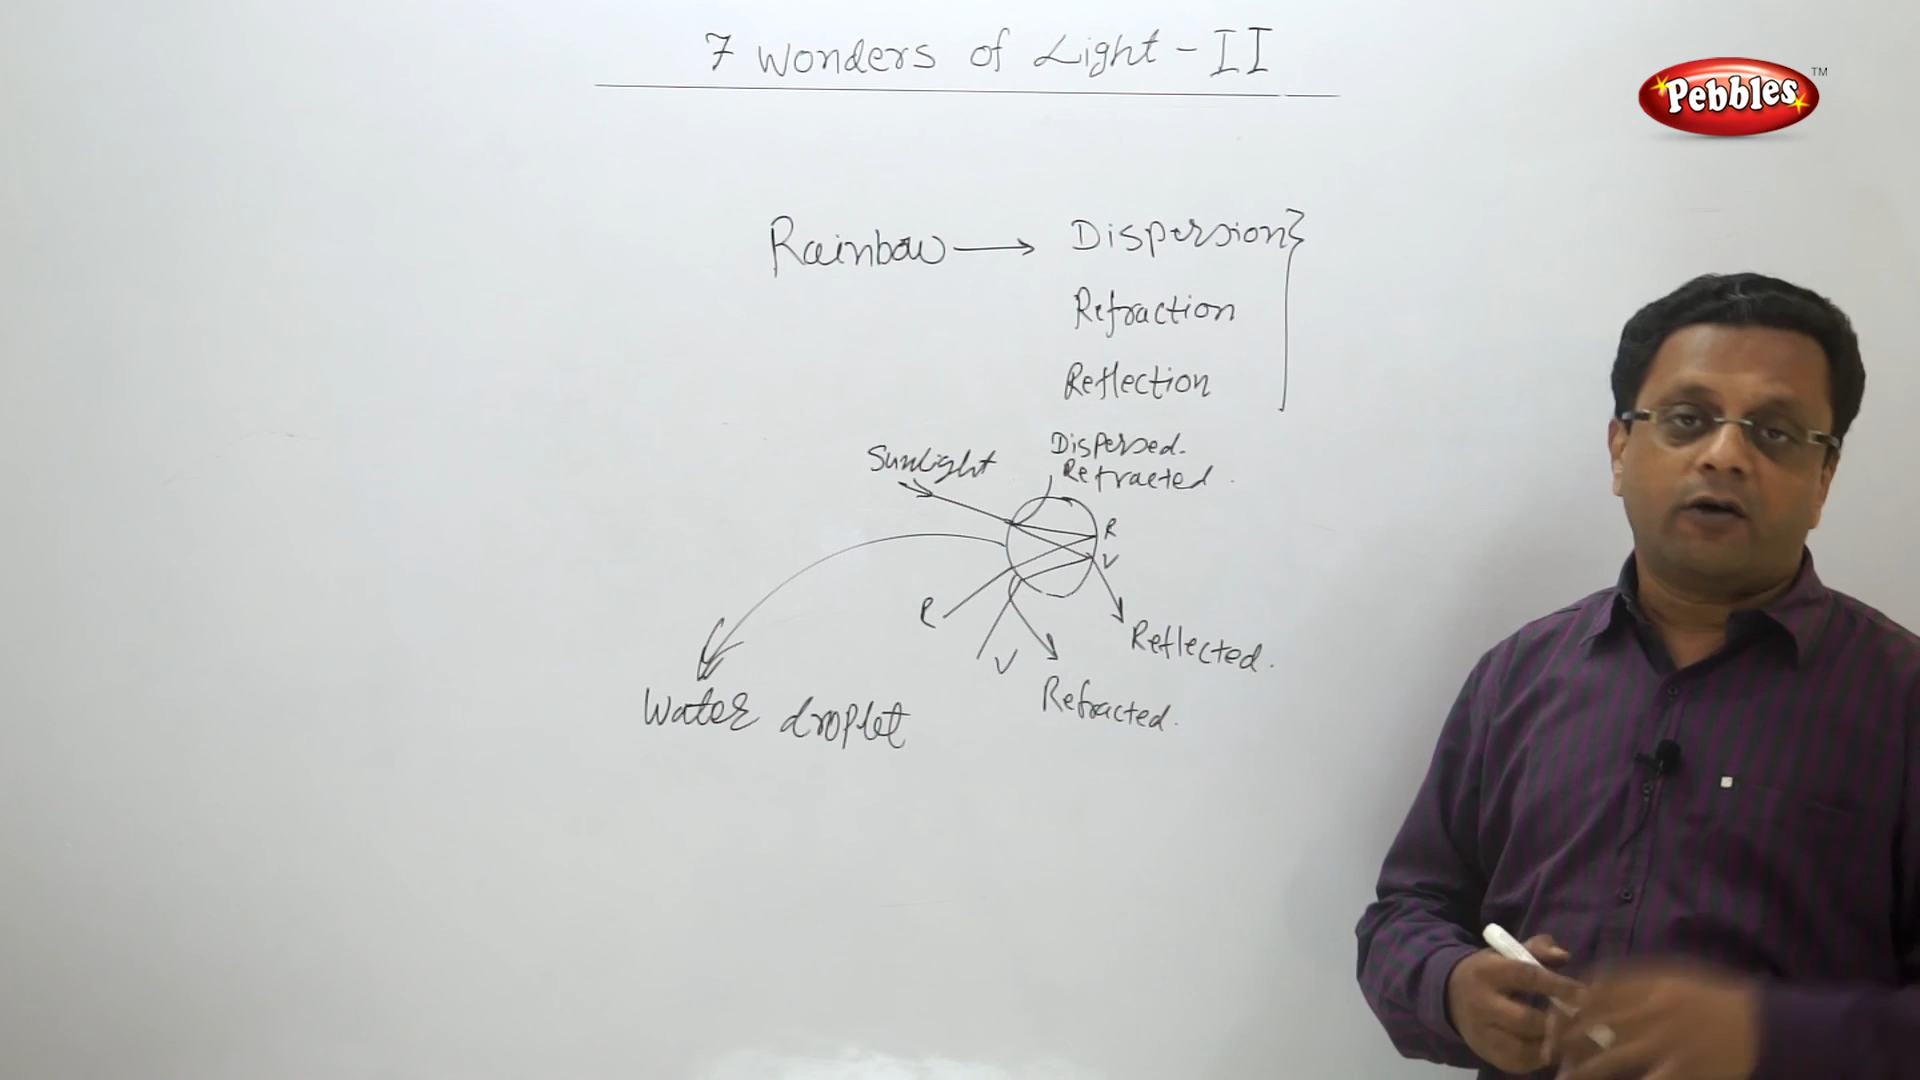 7 Wonders of Light - II
Pebbles TM
Rainbow → Dispersion
Refraction
Reflection
Dispersed.
Sunlight
Refracted.
R
V
R
V
Reflected.
Refracted.
Water droplet